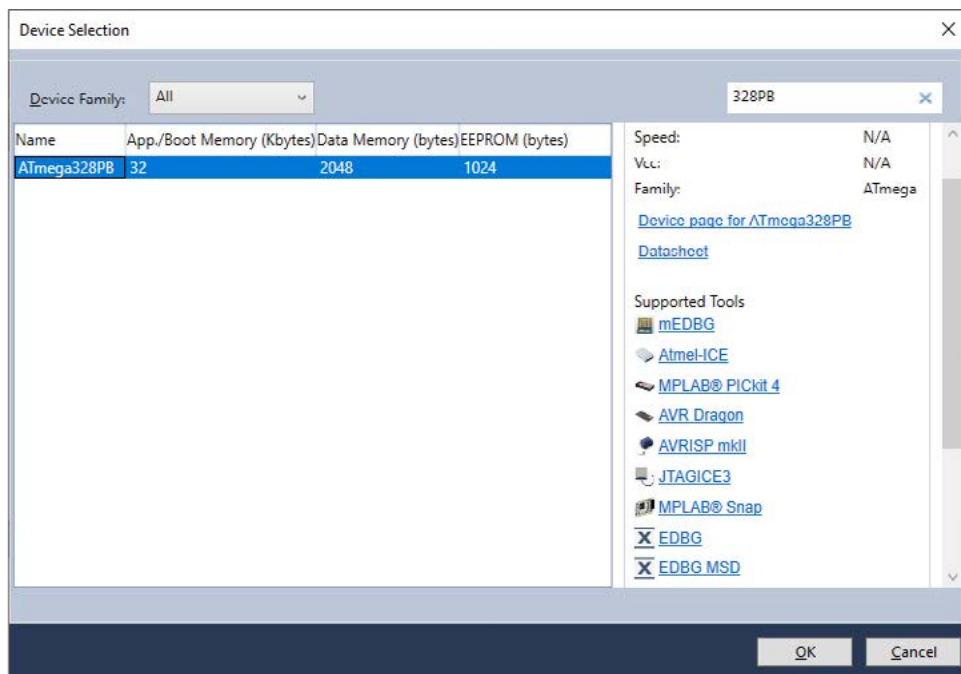 Device Selection
Device Family: All 328PB
Name App./Boot Memory (Kbytes) Data Memory (bytes) EEPROM (bytes)
ATmega328PB 32 2048 1024
Speed: N/A
Vcc: N/A
Family: ATmega
Device page for ATmega328PB
Datasheet
Supported Tools
mEDBG
Atmel-ICE
MPLAB® PICkit 4
AVR Dragon
AVRISP mkII
JTAGICE3
MPLAB® Snap
EDBG
EDBG MSD
OK Cancel